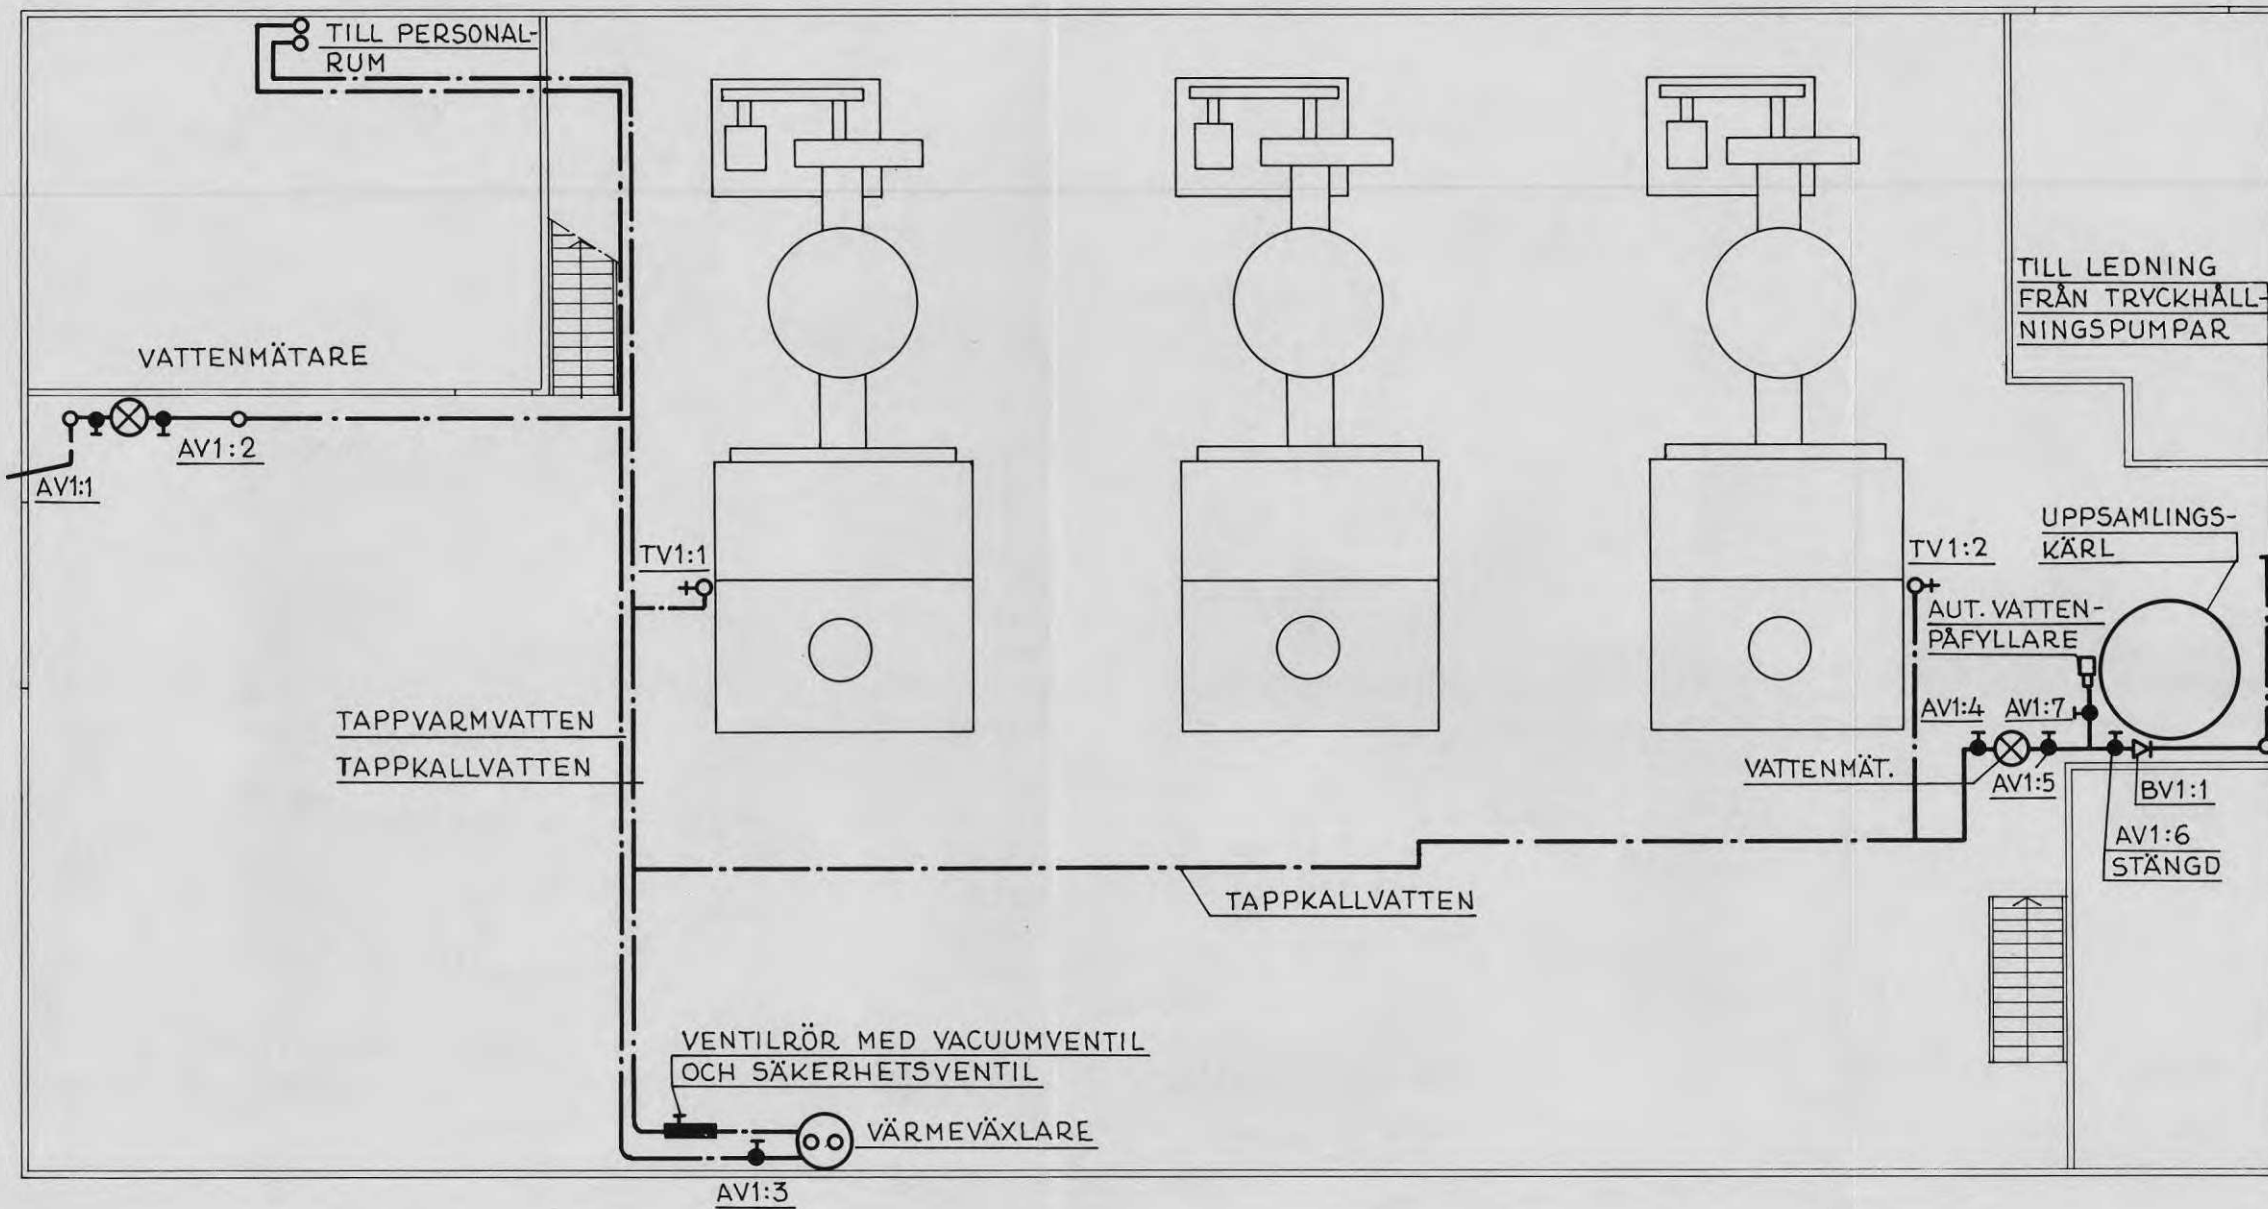 TILL PERSONAL-
RUM
TILL LEDNING
FRÅN TRYCKHÅLL-
NINGSPUMPAR
VATTENMÄTARE
AV1:2
AV1:1
UPPSAMLINGS-
KÄRL
TV1:1
TV1:2
AUT. VATTEN-
PÅFYLLARE
AV1:4
AV1:7
TAPPVARMVATTEN
TAPPKALLVATTEN
VATTENMÄT.
AV1:5
BV1:1
AV1:6
STÄNGD
TAPPKALLVATTEN
VENTILRÖR MED VACUUMVENTIL
OCH SÄKERHETSVENTIL
VÄRMEVÄXLARE
AV1:3